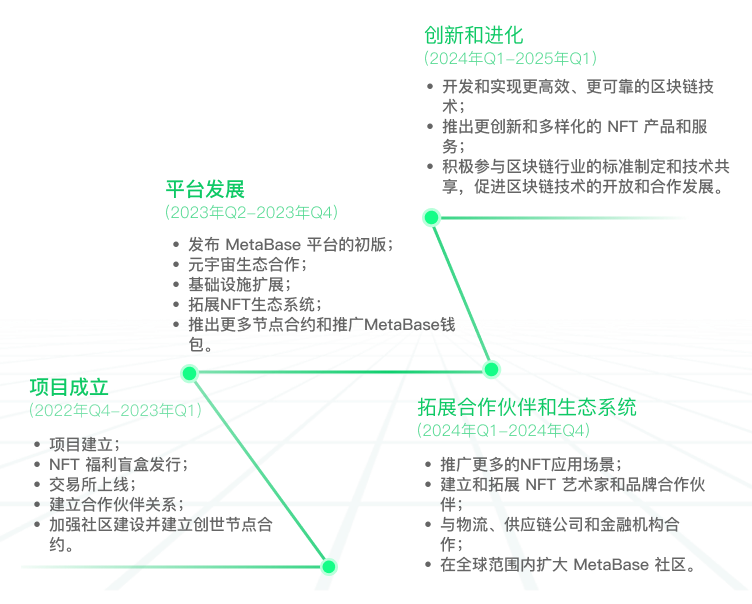 创新和进化
(2024年Q1-2025年Q1)
• 开发和实现更高效、更可靠的区块链技
术;
• 推出更创新和多样化的 NFT 产品和服
务;
• 积极参与区块链行业的标准制定和技术共
享，促进区块链技术的开放和合作发展。
平台发展
(2023年Q2-2023年Q4)
• 发布 MetaBase 平台的初版;
• 元宇宙生态合作;
• 基础设施扩展;
• 拓展NFT生态系统;
• 推出更多节点合约和推广MetaBase钱
包。
项目成立
(2022年Q4-2023年Q1)
• 项目建立;
• NFT 福利盲盒发行;
• 交易所上线;
• 建立合作伙伴关系;
• 加强社区建设并建立创世节点合
约。
拓展合作伙伴和生态系统
(2024年Q1-2024年Q4)
• 推广更多的NFT应用场景;
• 建立和拓展 NFT 艺术家和品牌合作伙
伴;
• 与物流、供应链公司和金融机构合
作;
• 在全球范围内扩大 MetaBase 社区。